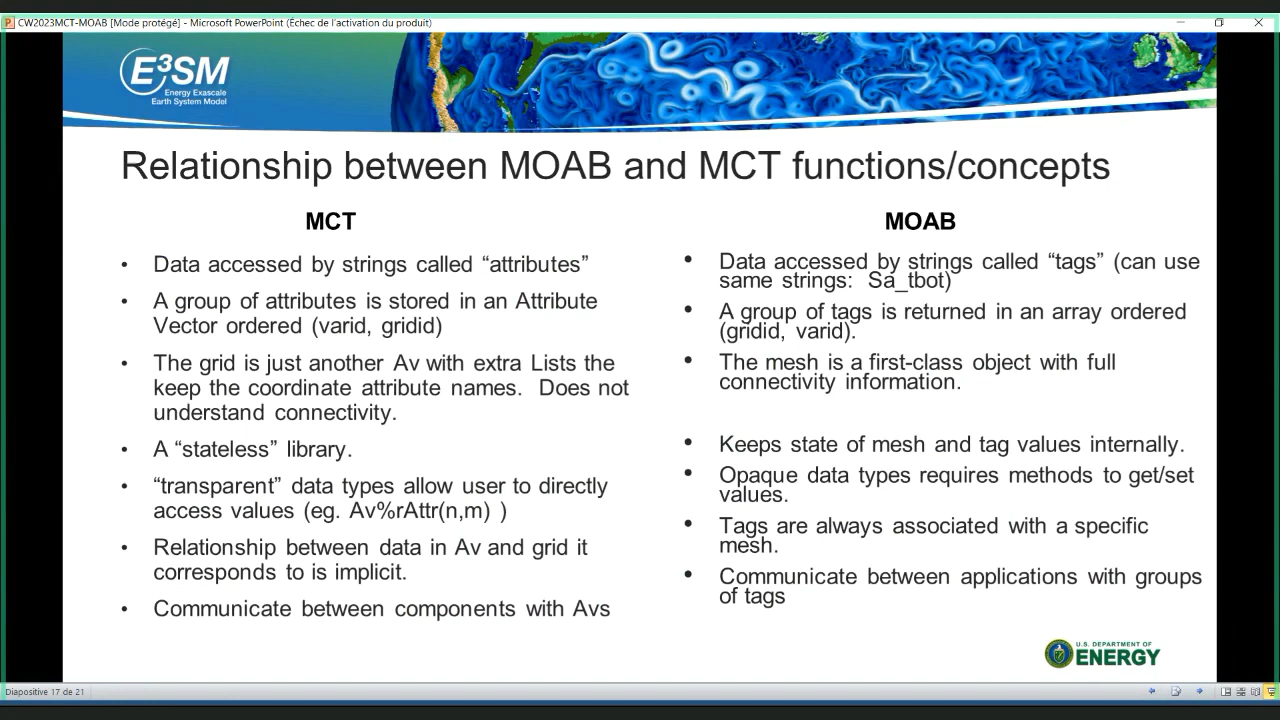 CW2023MCT-MOAB [Mode protégé] - Microsoft PowerPoint (Échec de l'activation du produit)
E3SM
Energy Exascale
Earth System Model
Relationship between MOAB and MCT functions/concepts
MCT
• Data accessed by strings called “attributes”
• A group of attributes is stored in an Attribute
Vector ordered (varid, gridid)
• The grid is just another Av with extra Lists the
keep the coordinate attribute names. Does not
understand connectivity.
• A “stateless” library.
• “transparent” data types allow user to directly
access values (eg. Av%rAttr(n,m) )
• Relationship between data in Av and grid it
corresponds to is implicit.
• Communicate between components with Avs
MOAB
• Data accessed by strings called “tags” (can use
same strings: Sa_tbot)
• A group of tags is returned in an array ordered
(gridid, varid).
• The mesh is a first-class object with full
connectivity information.
• Keeps state of mesh and tag values internally.
• Opaque data types requires methods to get/set
values.
• Tags are always associated with a specific
mesh.
• Communicate between applications with groups
of tags
U.S. DEPARTMENT OF
ENERGY
Diapositive 17 de 21